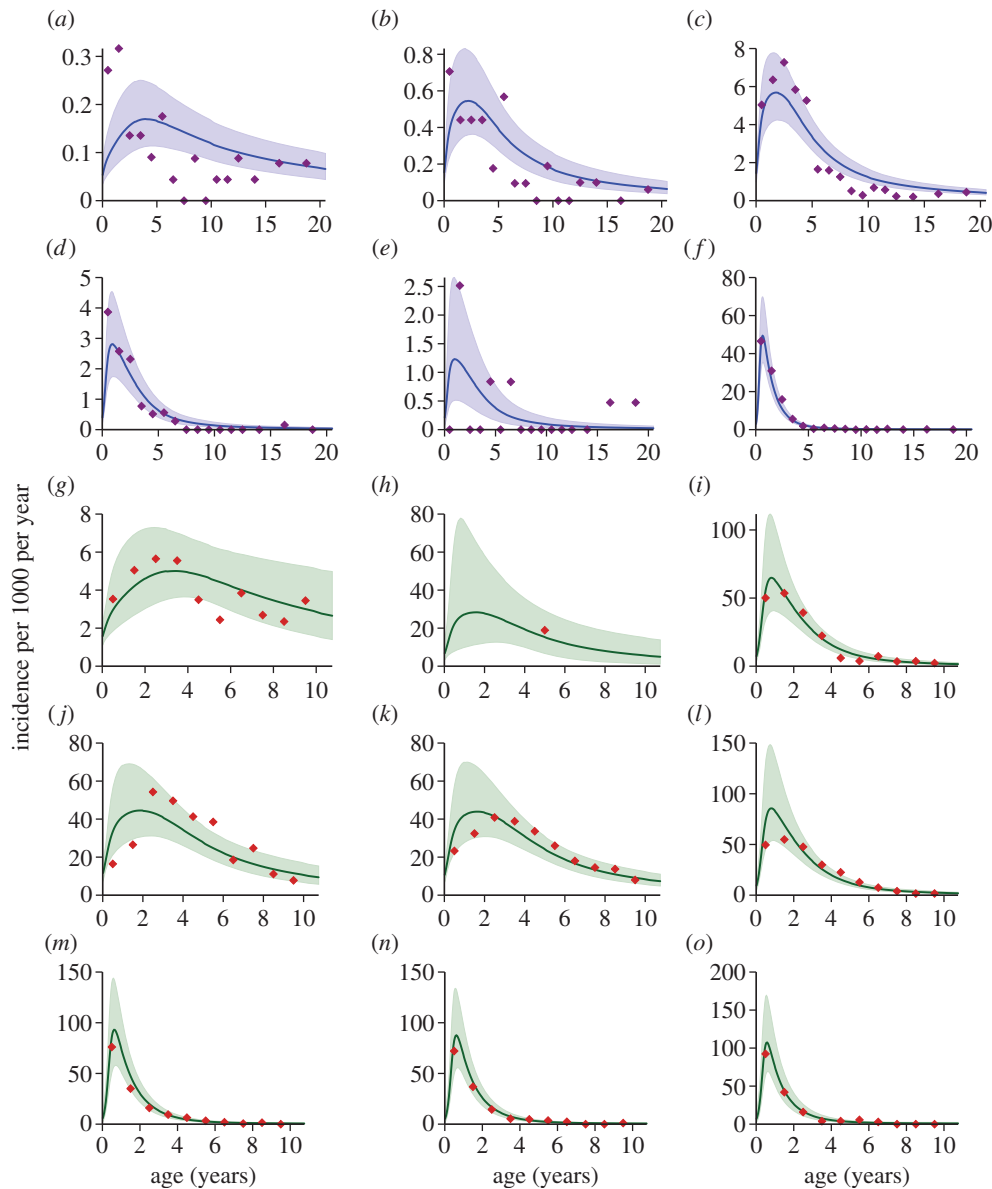 (a) (b) (c)
0.3 0.8 8
0.6 6
0.2
0.4 4
0.1
0.2 2
0 0 0
0 5 10 15 20 0 5 10 15 20 0 5 10 15 20
(d) (e) (f)
5 2.5 80
4 2.0 60
3 1.5
40
2 1.0
1 0.5 20
0 0 0
0 5 10 15 20 0 5 10 15 20 0 5 10 15 20
incidence per 1000 per year
(g) (h) (i)
8 80
100
6 60
4 40
50
2 20
0 0 0
0 2 4 6 8 10 0 2 4 6 8 10 0 2 4 6 8 10
(j) (k) (l)
80 80 150
60 60
100
40 40
50
20 20
0 0 0
0 2 4 6 8 10 0 2 4 6 8 10 0 2 4 6 8 10
(m) (n) (o)
150 150 200
150
100 100
100
50 50
50
0 0 0
0 2 4 6 8 10 0 2 4 6 8 10 0 2 4 6 8 10
age (years) age (years) age (years)